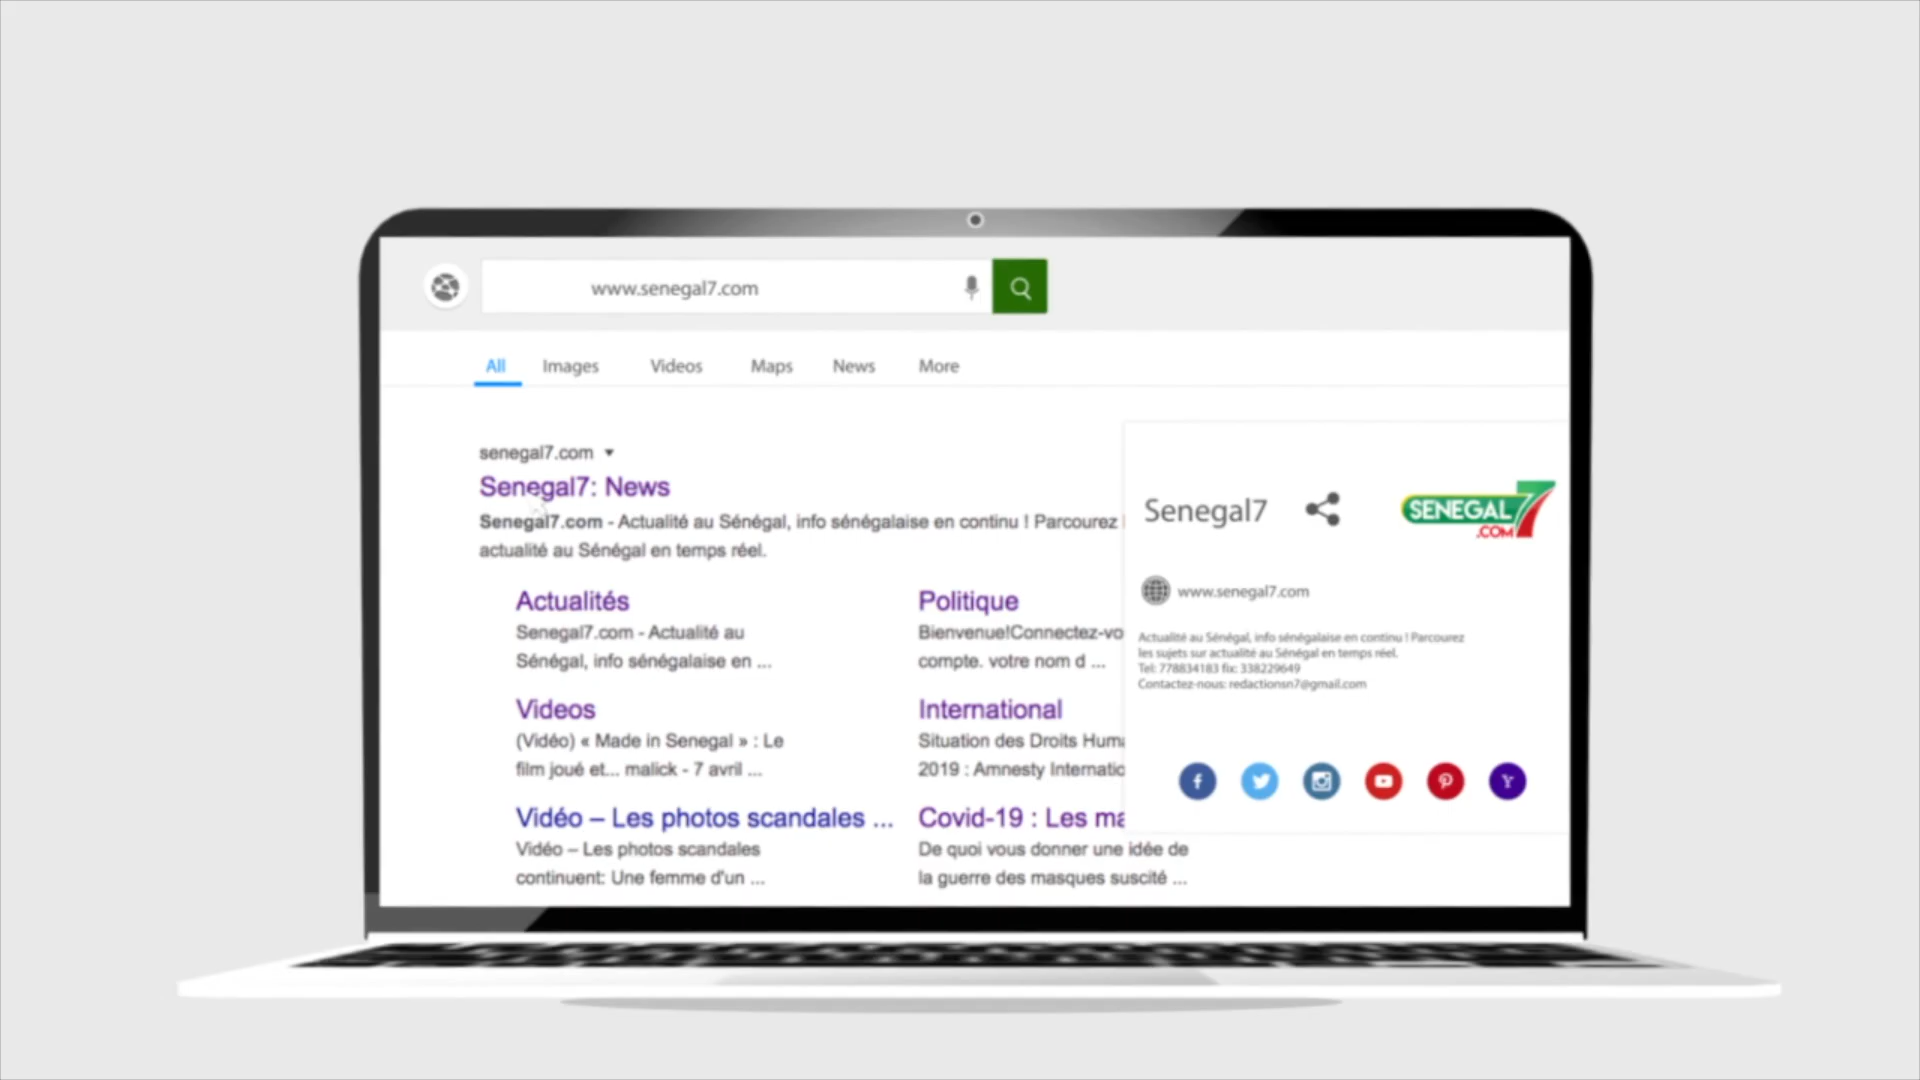 www.senegal7.com
All Images Videos Maps News More
senegal7.com
Senegal7: News
Senegal7.com - Actualité au Sénégal, info sénégalaise en continu ! Parcourez
actualité au Sénégal en temps réel.
Actualités
Senegal7.com - Actualité au
Sénégal, info sénégalaise en ...
Politique
Bienvenue!Connectez-vo
compte. votre nom d ...
Videos
(Vidéo) « Made in Senegal » : Le
film joué et... malick - 7 avril ...
International
Situation des Droits Huma
2019 : Amnesty Internatio
Vidéo – Les photos scandales ...
Vidéo – Les photos scandales
continuent: Une femme d'un ...
Covid-19 : Les ma
De quoi vous donner une idée de
la guerre des masques suscité ...
Senegal7
SENEGAL 7
.COM
www.senegal7.com
Actualité au Sénégal, info sénégalaise en continu ! Parcourez
les sujets sur actualité au Sénégal en temps réel.
Tel: 778834183 fix: 338229649
Contactez-nous: redactionsn7@gmail.com